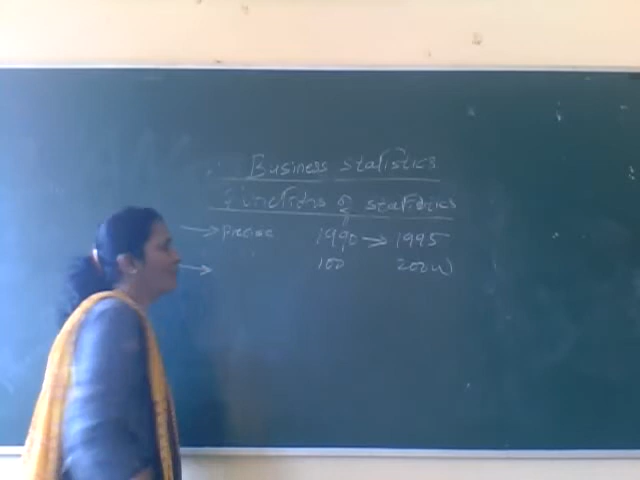 Business statistics
Functions of statistics
→ Precise 1990 → 1995
→ 100